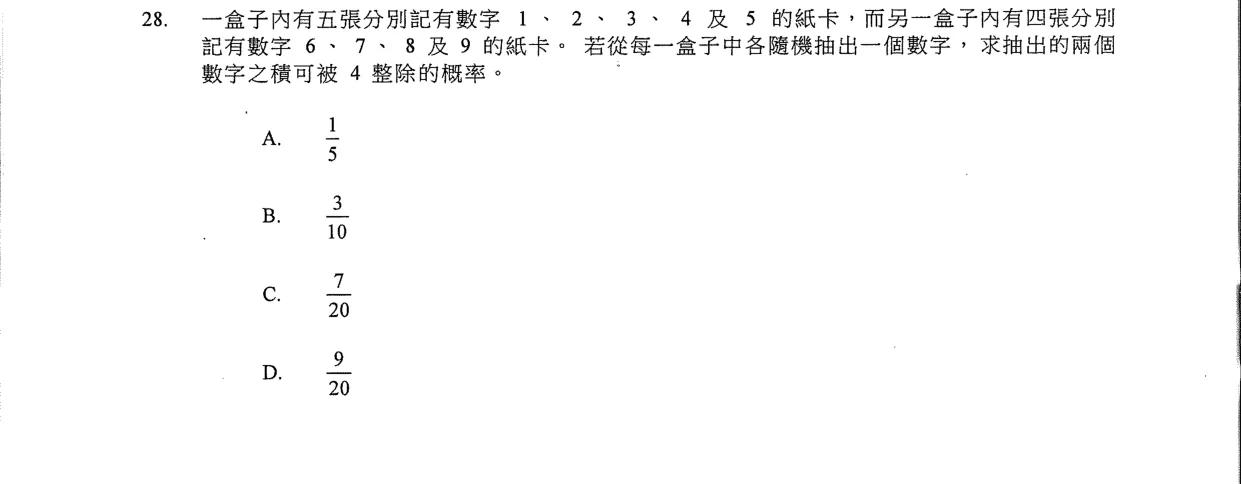 28. 一盒子內有五張分別記有數字 1、2、3、4 及 5 的紙卡，而另一盒子內有四張分別
記有數字 6、7、8 及 9 的紙卡。若從每一盒子中各隨機抽出一個數字，求抽出的兩個
數字之積可被 4 整除的概率。
A. 1/5
B. 3/10
C. 7/20
D. 9/20